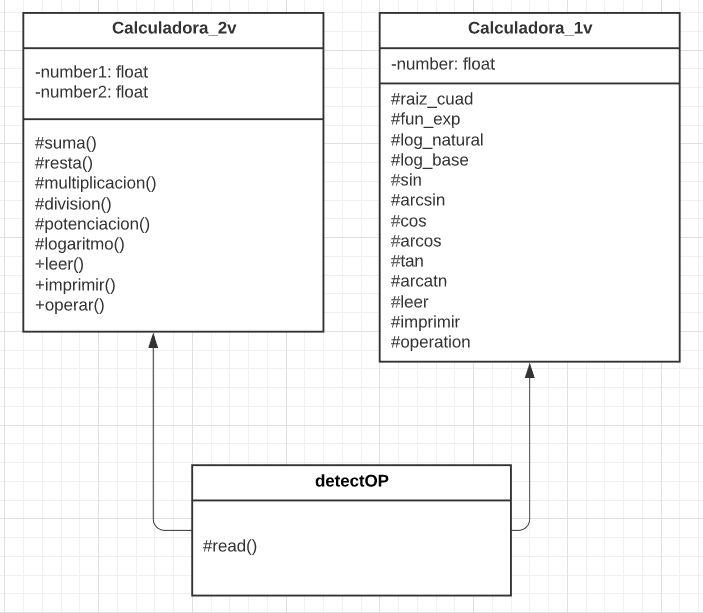 Calculadora_2v
-number1: float
-number2: float
#suma()
#resta()
#multiplicacion()
#division()
#potenciacion()
#logaritmo()
+leer()
+imprimir()
+operar()
Calculadora_1v
-number: float
#raiz_cuad
#fun_exp
#log_natural
#log_base
#sin
#arcsin
#cos
#arcos
#tan
#arcatn
#leer
#imprimir
#operation
detectOP
#read()